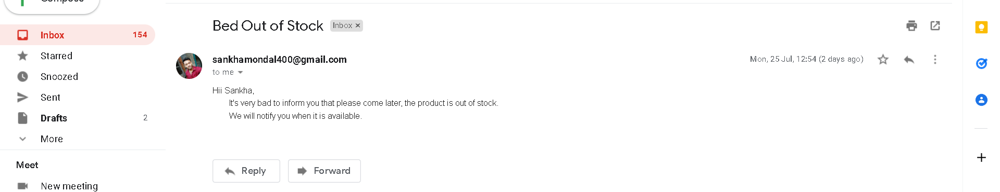 Compose
Bed Out of Stock Inbox ×
Inbox 154
sankhamondal400@gmail.com Mon, 25 Jul, 12:54 (2 days ago)
Starred
to me
Snoozed
Hii Sankha,
Sent
It's very bad to inform you that please come later, the product is out of stock.
Drafts 2
We will notify you when it is available.
More
Meet
Reply Forward
New meeting